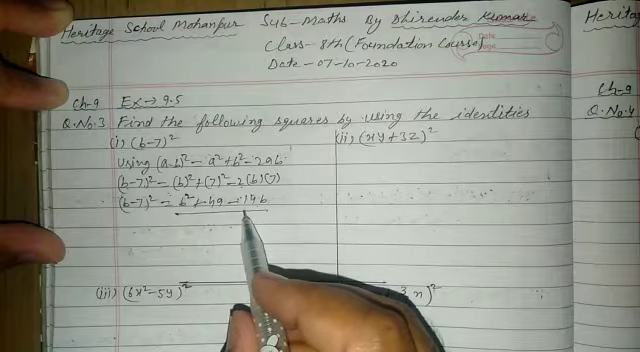 Heritage School Mohanpur Sub-Maths By Dhirender Kumar
Class-8th (Foundation Course)
Date
Page
Date-07-10-2020
Ch-9 Ex→9.5
Q.No.3 Find the following squares by using the identities
(i) (b-7)²
Using (a-b)² = a²+b²-2ab
(b-7)² = (b)²+(7)²-2(b)(7)
(b-7)² = b²+49-14b
(ii) (xy+3z)²
(iii) (6x²-5y)²
Heritag
Ch-9
Q.No.4